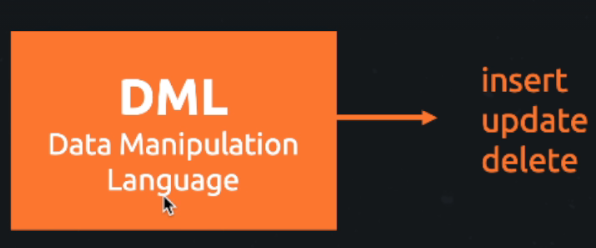 DML
Data Manipulation
Language
insert
update
delete